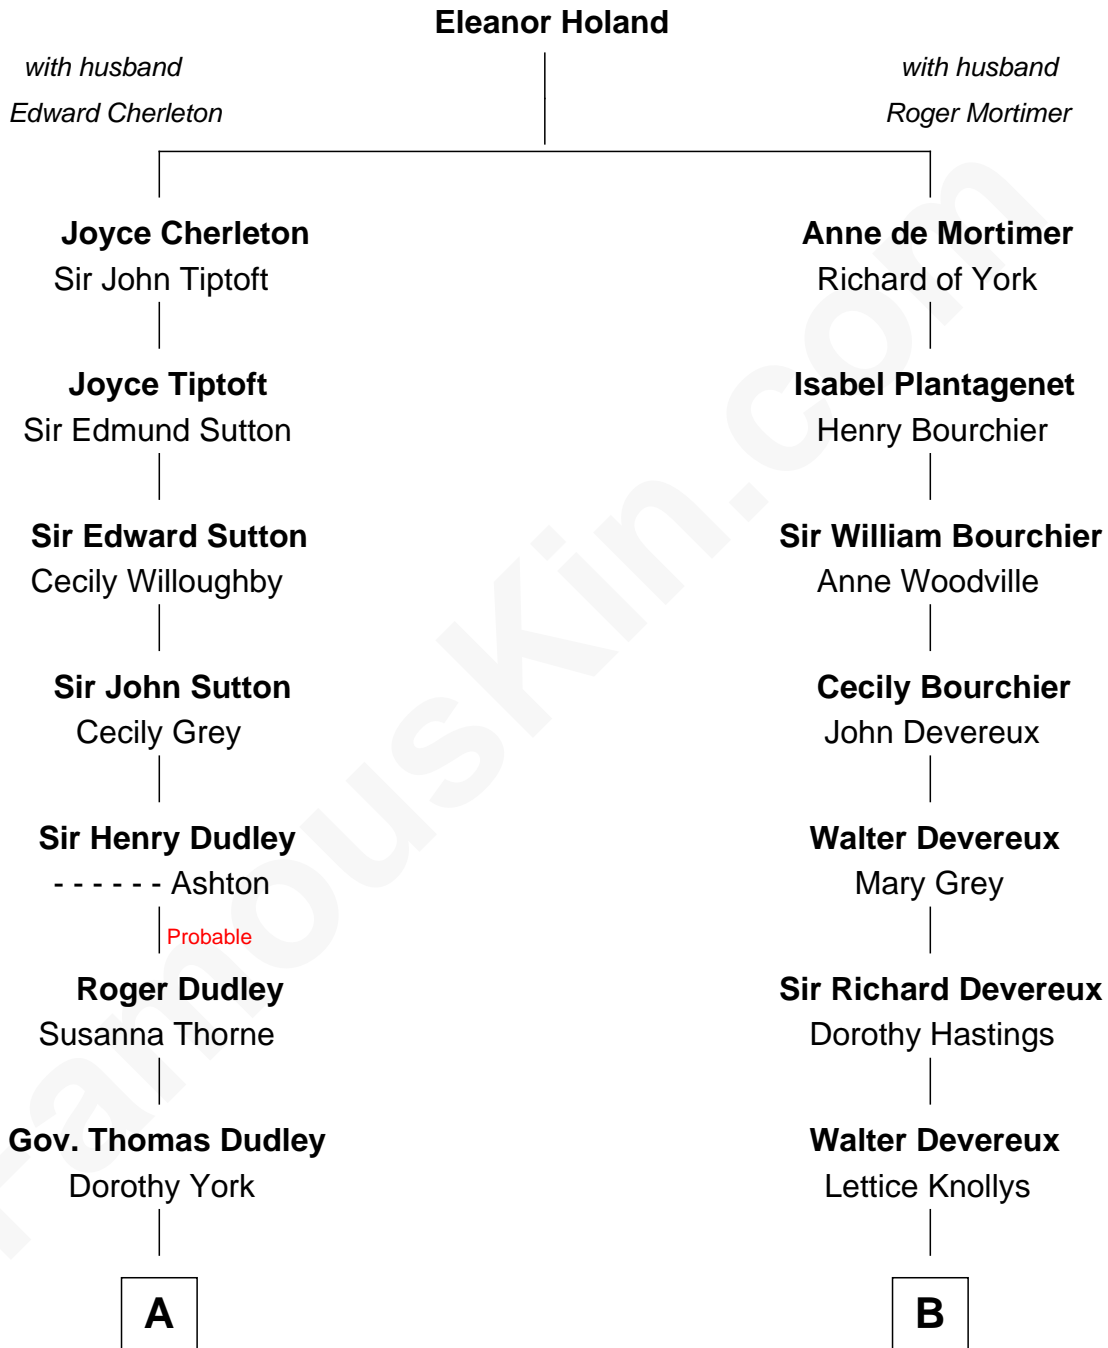 Eleanor Holand
with husband
Edward Cherleton
with husband
Roger Mortimer
Joyce Cherleton
Sir John Tiptoft
Anne de Mortimer
Richard of York
Joyce Tiptoft
Sir Edmund Sutton
Isabel Plantagenet
Henry Bourchier
Sir Edward Sutton
Cecily Willoughby
Sir William Bourchier
Anne Woodville
Sir John Sutton
Cecily Grey
Cecily Bourchier
John Devereux
Sir Henry Dudley
- - - - - - Ashton
Probable
Walter Devereux
Mary Grey
Roger Dudley
Susanna Thorne
Sir Richard Devereux
Dorothy Hastings
Gov. Thomas Dudley
Dorothy York
Walter Devereux
Lettice Knollys
A
B
FamousKin.com